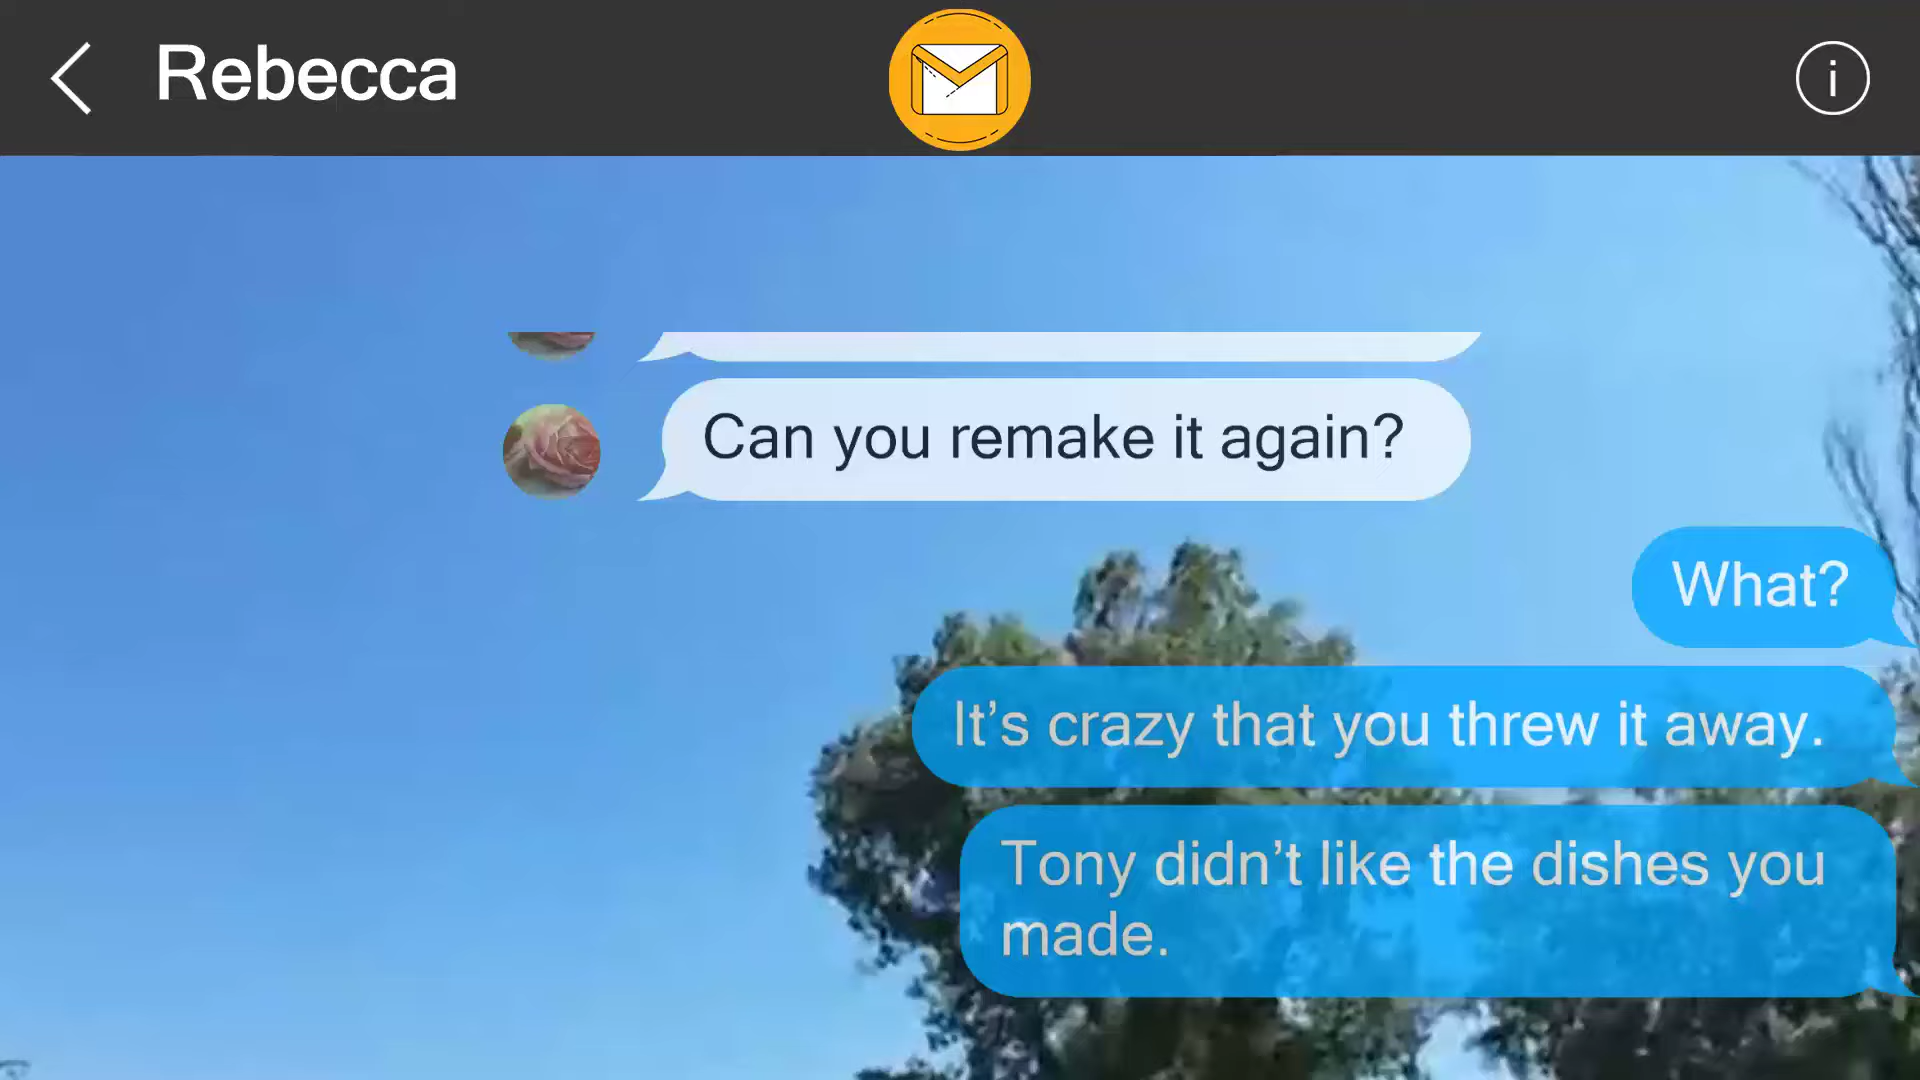 Rebecca
Can you remake it again?
What?
It’s crazy that you threw it away.
Tony didn’t like the dishes you
made.